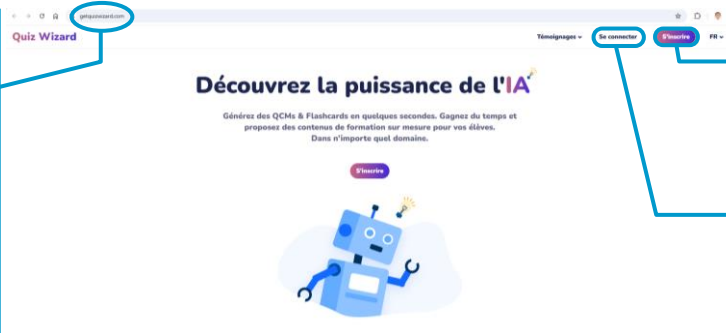 getquizwizard.com
Quiz Wizard
Témoignages
Se connecter
S'inscrire
FR
Découvrez la puissance de l'IA
Générez des QCMs & Flashcards en quelques secondes. Gagnez du temps et
proposez des contenus de formation sur mesure pour vos élèves.
Dans n'importe quel domaine.
S'inscrire